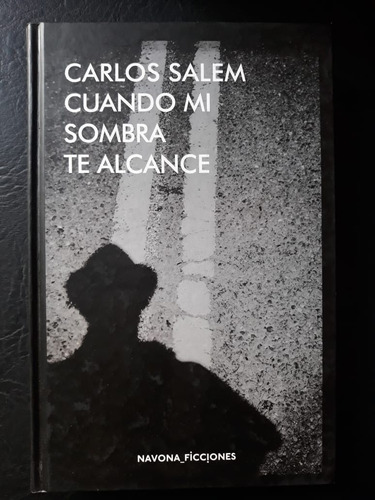 CARLOS SALEM
CUANDO MI
SOMBRA
TE ALCANCE
NAVONA_FICCIONES